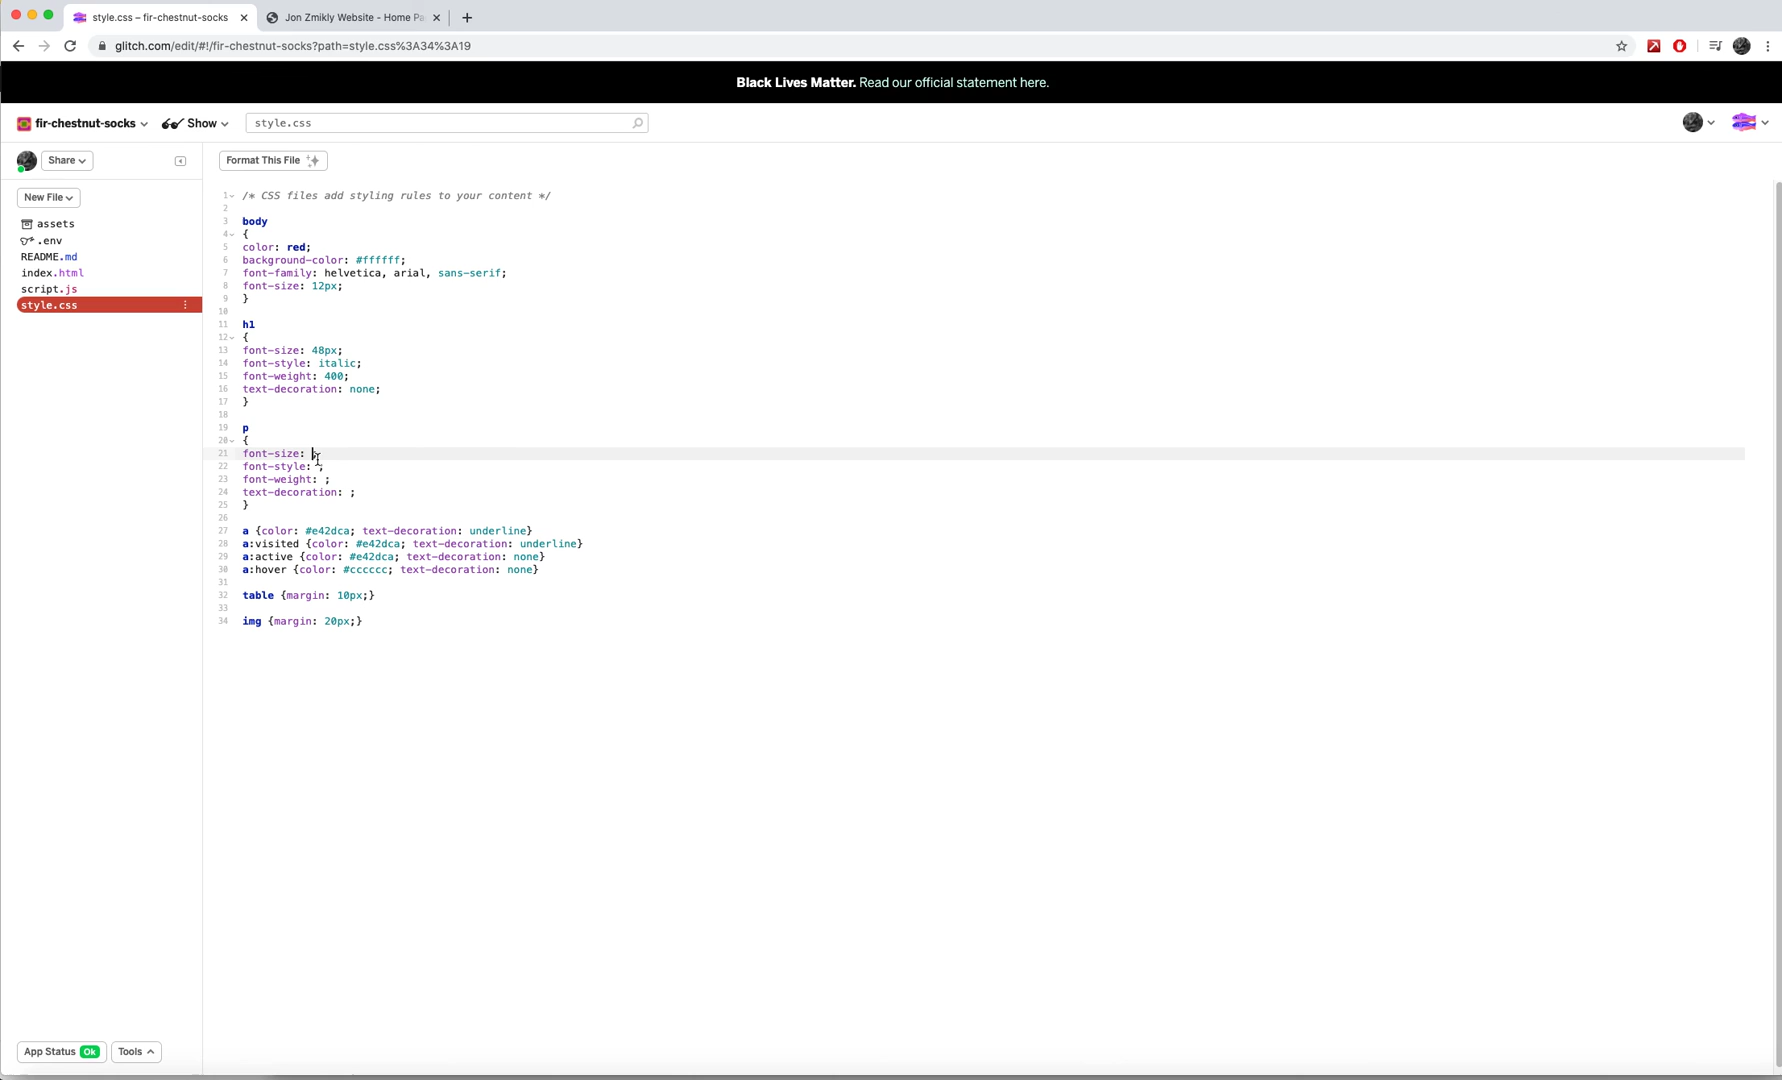 style.css – fir-chestnut-socks
Jon Zmikly Website - Home Pa
glitch.com/edit/#!/fir-chestnut-socks?path=style.css%3A34%3A19
Black Lives Matter. Read our official statement here.
fir-chestnut-socks Show style.css
Share Format This File
New File
assets
.env
README.md
index.html
script.js
style.css
1 /* CSS files add styling rules to your content */
2
3 body
4 {
5 color: red;
6 background-color: #ffffff;
7 font-family: helvetica, arial, sans-serif;
8 font-size: 12px;
9 }
10
11 h1
12 {
13 font-size: 48px;
14 font-style: italic;
15 font-weight: 400;
16 text-decoration: none;
17 }
18
19 p
20 {
21 font-size: ;
22 font-style: ;
23 font-weight: ;
24 text-decoration: ;
25 }
26
27 a {color: #e42dca; text-decoration: underline}
28 a:visited {color: #e42dca; text-decoration: underline}
29 a:active {color: #e42dca; text-decoration: none}
30 a:hover {color: #cccccc; text-decoration: none}
31
32 table {margin: 10px;}
33
34 img {margin: 20px;}
App Status Ok Tools